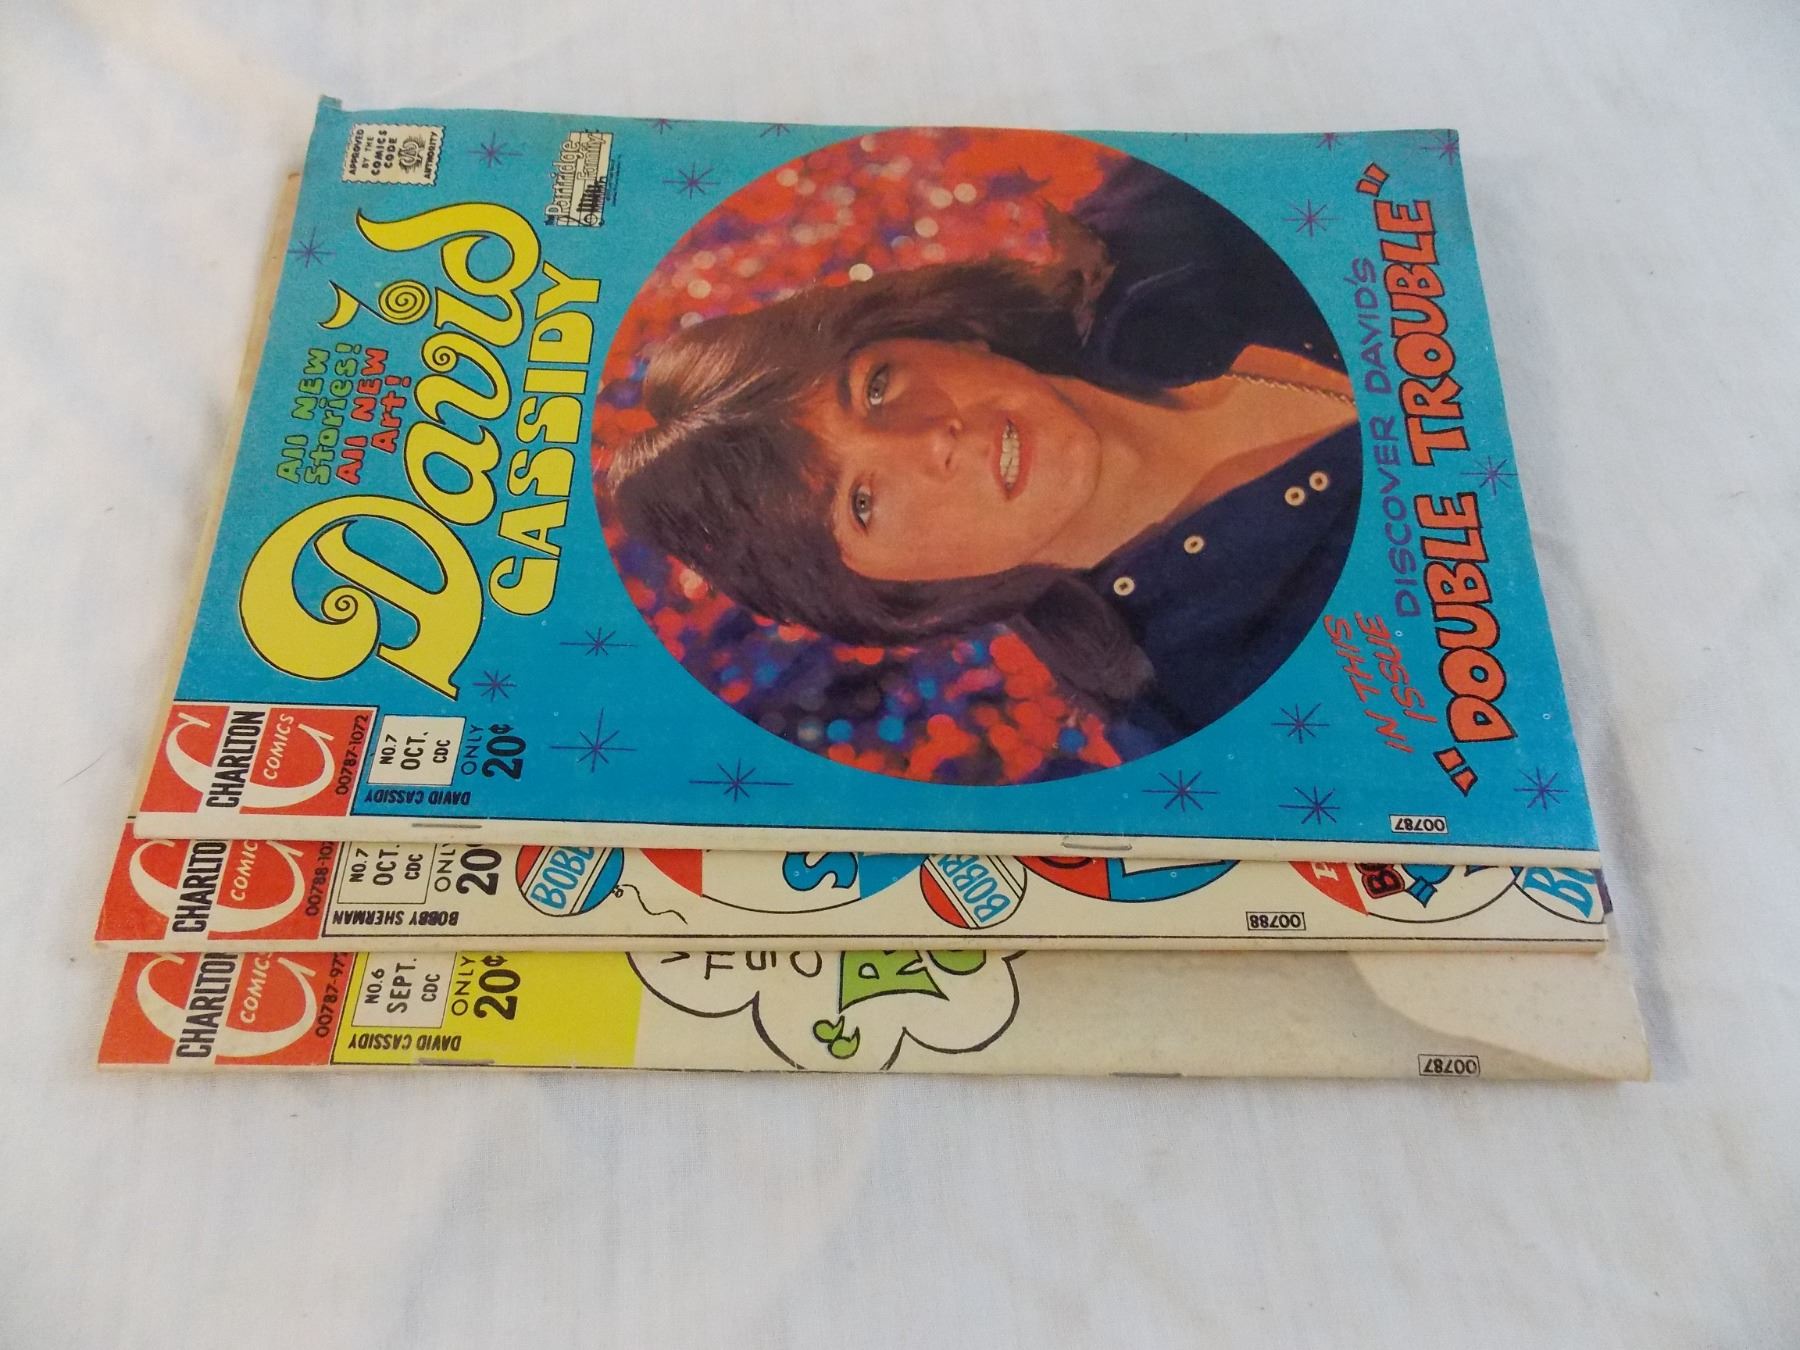 APPROVED
BY THE
COMICS
CODE
AUTHORITY
All NEW
Stories!
All NEW
Art!
David
CASSIDY
the
Partridge
Family
CHARLTON
COMICS
00787-1072
NO.7
OCT.
CDC
ONLY
20¢
DAVID CASSIDY
IN THIS
ISSUE
DISCOVER DAVID'S
"DOUBLE TROUBLE"
00787
COMICS
NO.7
OCT.
CDC
BOBBY SHERMAN
00788
COMICS
NO.6
SEPT.
CDC
ONLY
20¢
DAVID CASSIDY
00787